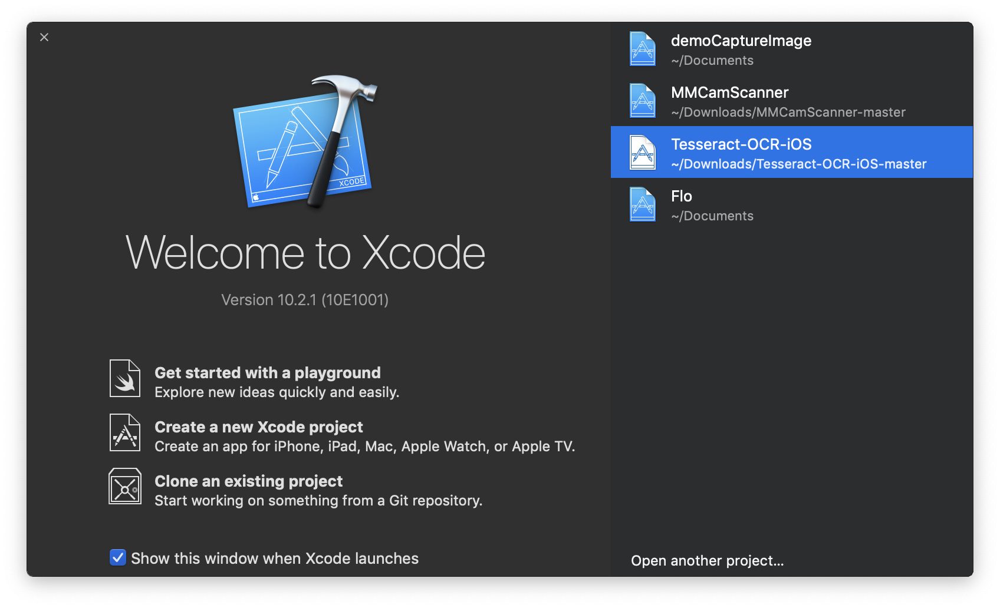 XCODE
Welcome to Xcode
Version 10.2.1 (10E1001)
Get started with a playground
Explore new ideas quickly and easily.
Create a new Xcode project
Create an app for iPhone, iPad, Mac, Apple Watch, or Apple TV.
Clone an existing project
Start working on something from a Git repository.
Show this window when Xcode launches
demoCaptureImage
~/Documents
MMCamScanner
~/Downloads/MMCamScanner-master
Tesseract-OCR-iOS
~/Downloads/Tesseract-OCR-iOS-master
Flo
~/Documents
Open another project...